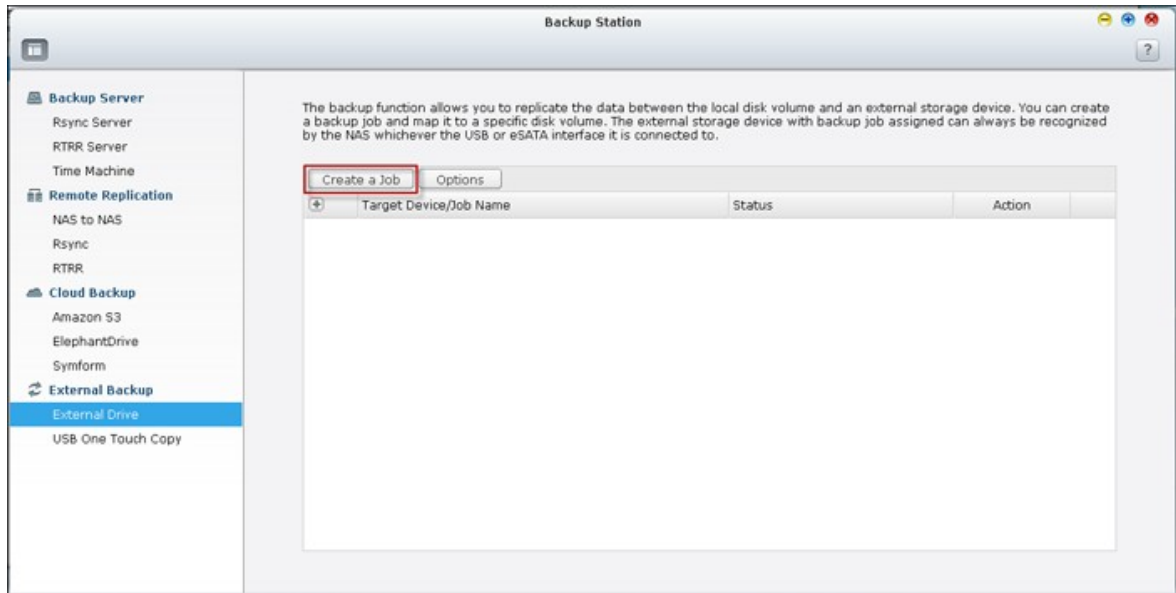 Backup Station
?
Backup Server
Rsync Server
RTRR Server
Time Machine
Remote Replication
NAS to NAS
Rsync
RTRR
Cloud Backup
Amazon S3
ElephantDrive
Symform
External Backup
External Drive
USB One Touch Copy
The backup function allows you to replicate the data between the local disk volume and an external storage device. You can create
a backup job and map it to a specific disk volume. The external storage device with backup job assigned can always be recognized
by the NAS whichever the USB or eSATA interface it is connected to.
Create a Job Options
Target Device/Job Name Status Action